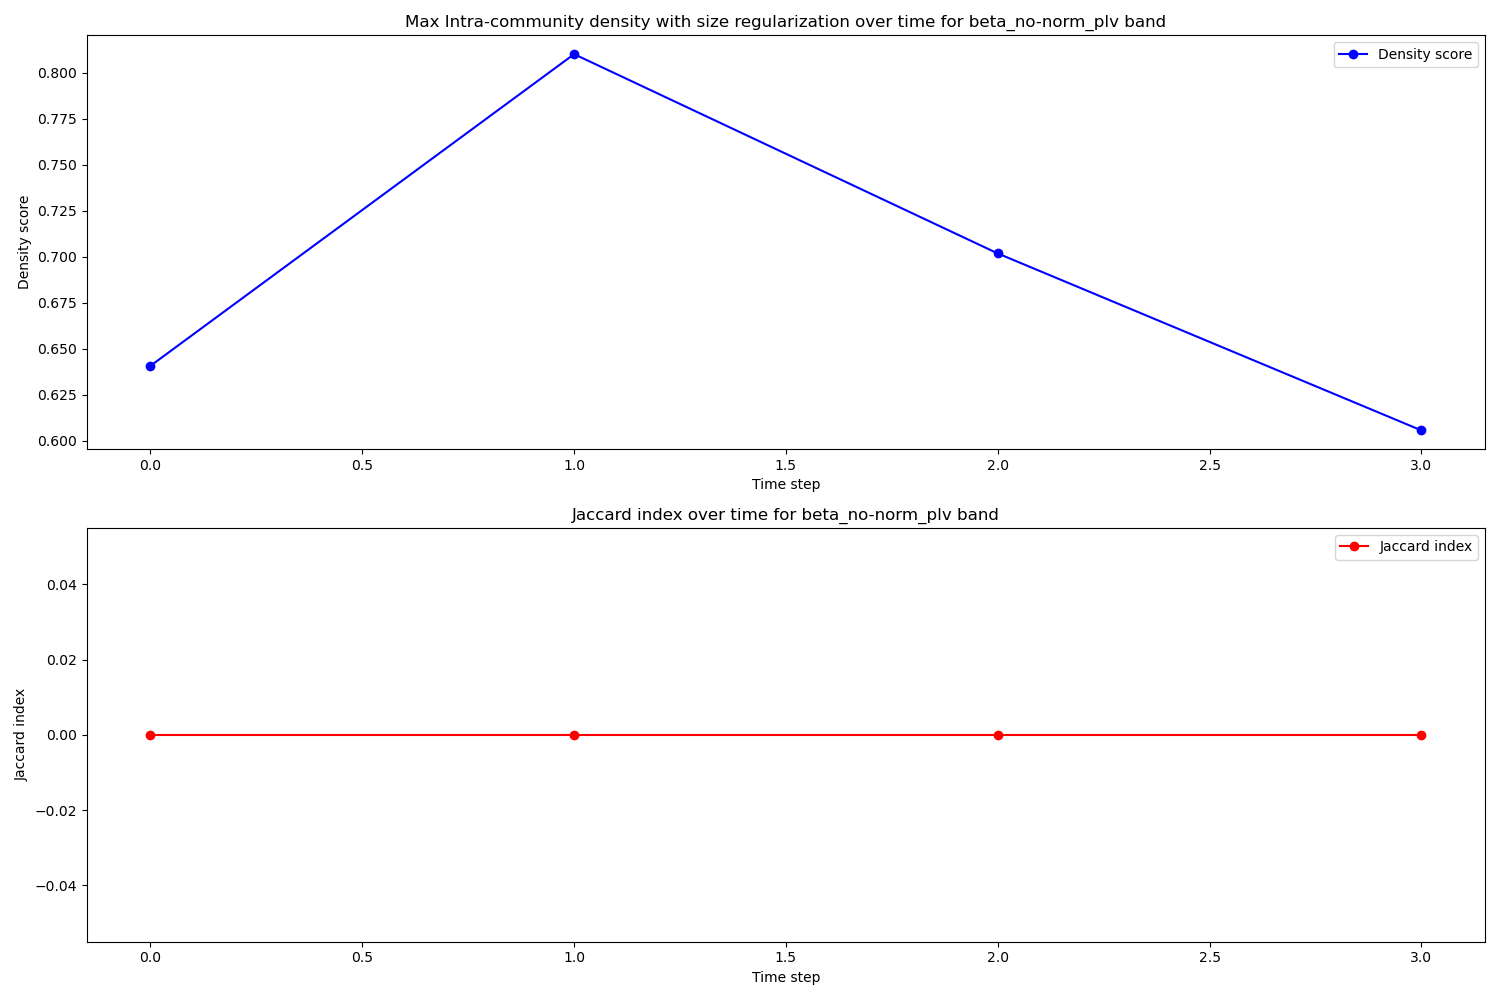 Max Intra-community density with size regularization over time for beta_no-norm_plv band
Density score
0.800
0.775
0.750
0.725
0.700
0.675
0.650
0.625
0.600
Density score
0.0 0.5 1.0 1.5 2.0 2.5 3.0
Time step
Jaccard index over time for beta_no-norm_plv band
Jaccard index
0.04
0.02
0.00
−0.02
−0.04
Jaccard index
0.0 0.5 1.0 1.5 2.0 2.5 3.0
Time step